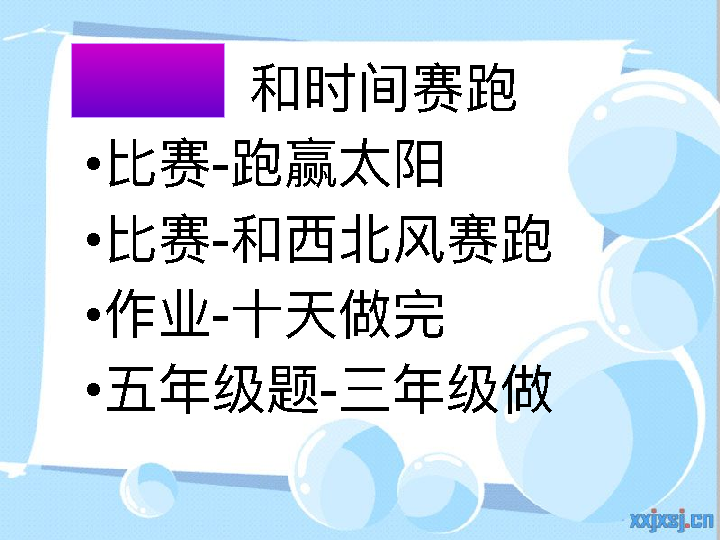 和时间赛跑
•比赛-跑赢太阳
•比赛-和西北风赛跑
•作业-十天做完
•五年级题-三年级做
xxjxsj.cn